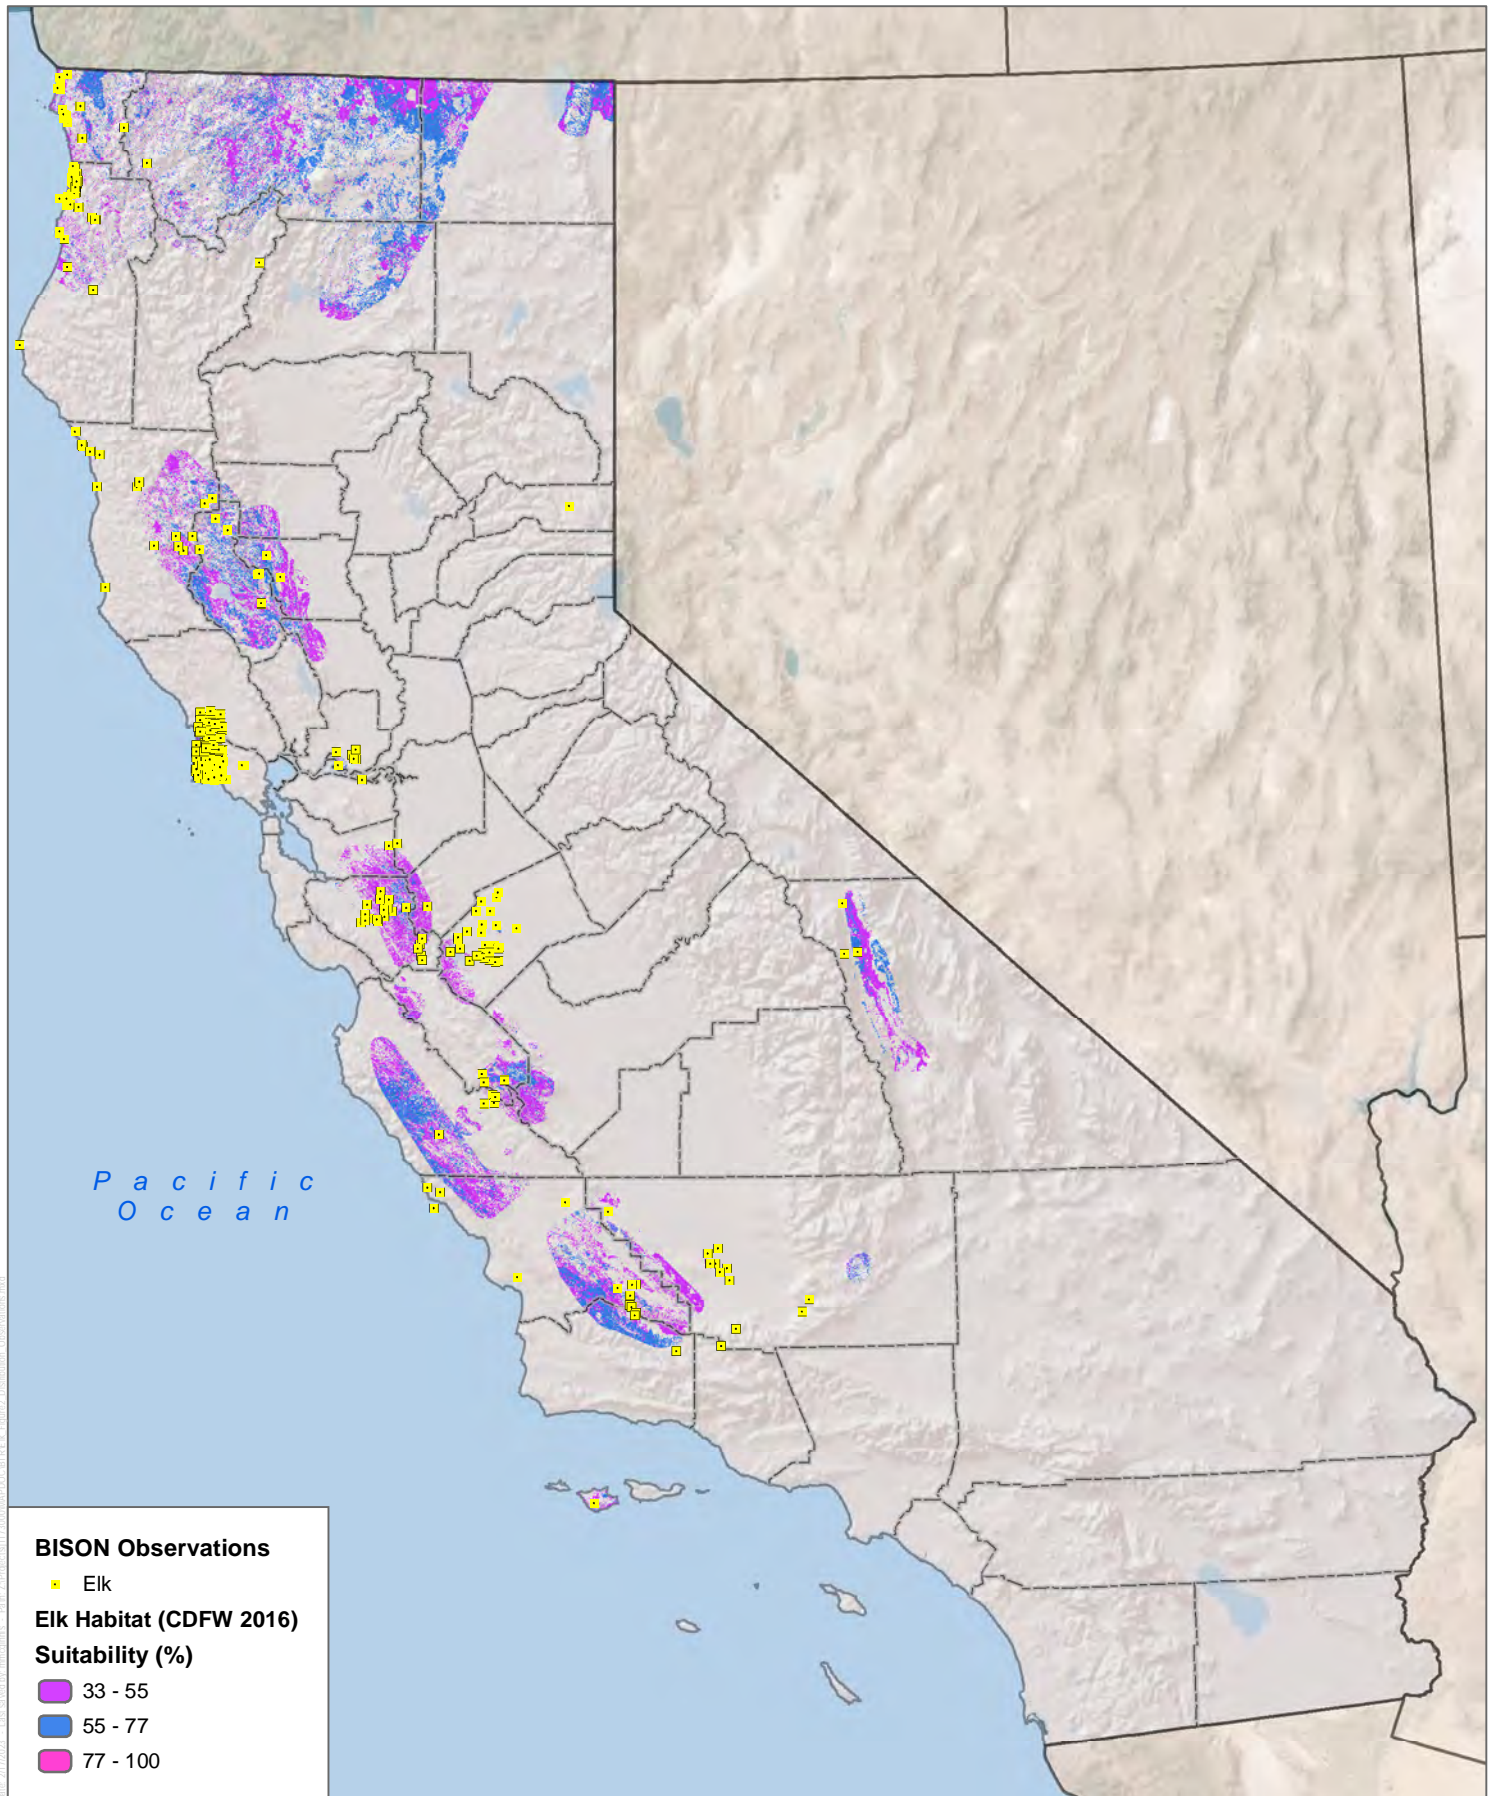 P a c i f i c
O c e a n
BISON Observations
Elk
Elk Habitat (CDFW 2016)
Suitability (%)
33 - 55
55 - 77
77 - 100